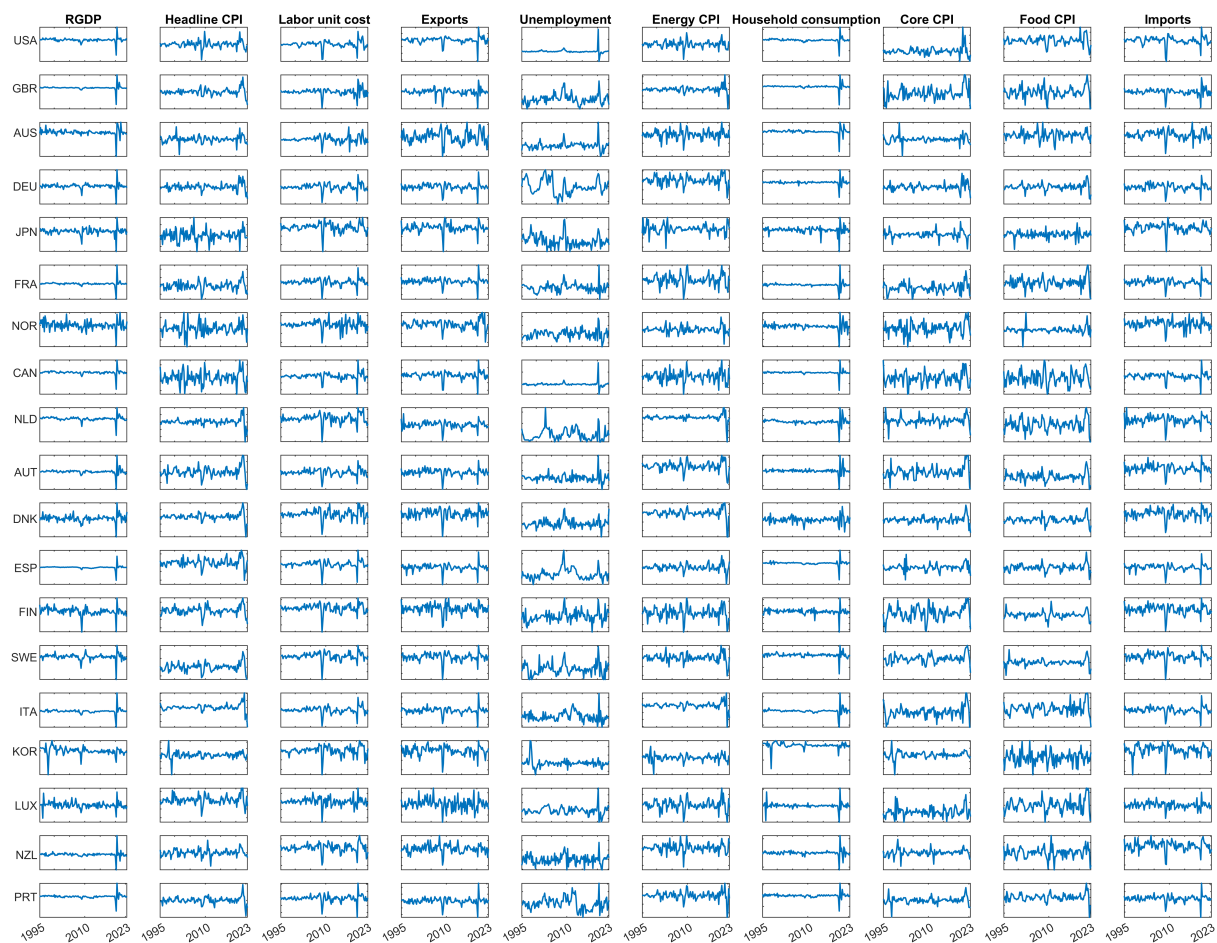 RGDP Headline CPI Labor unit cost Exports Unemployment Energy CPI Household consumption Core CPI Food CPI Imports
USA
GBR
AUS
DEU
JPN
FRA
NOR
CAN
NLD
AUT
DNK
ESP
FIN
SWE
ITA
KOR
LUX
NZL
PRT
1995 2010 2023 1995 2010 2023 1995 2010 2023 1995 2010 2023 1995 2010 2023 1995 2010 2023 1995 2010 2023 1995 2010 2023 1995 2010 2023 1995 2010 2023